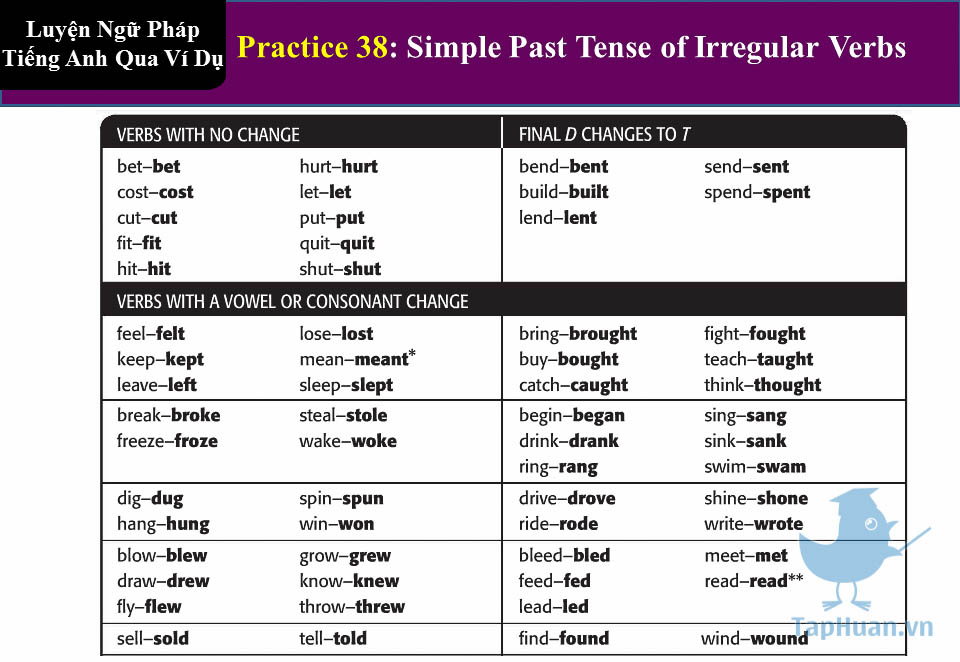 Luyện Ngữ Pháp
Tiếng Anh Qua Ví Dụ
Practice 38: Simple Past Tense of Irregular Verbs
VERBS WITH NO CHANGE FINAL D CHANGES TO T
bet–bet hurt–hurt bend–bent send–sent
cost–cost let–let build–built spend–spent
cut–cut put–put lend–lent
fit–fit quit–quit
hit–hit shut–shut
VERBS WITH A VOWEL OR CONSONANT CHANGE
feel–felt lose–lost bring–brought fight–fought
keep–kept mean–meant* buy–bought teach–taught
leave–left sleep–slept catch–caught think–thought
break–broke steal–stole begin–began sing–sang
freeze–froze wake–woke drink–drank sink–sank
ring–rang swim–swam
dig–dug spin–spun drive–drove shine–shone
hang–hung win–won ride–rode write–wrote
blow–blew grow–grew bleed–bled meet–met
draw–drew know–knew feed–fed read–read**
fly–flew throw–threw lead–led
sell–sold tell–told find–found wind–wound
TapHuan.vn